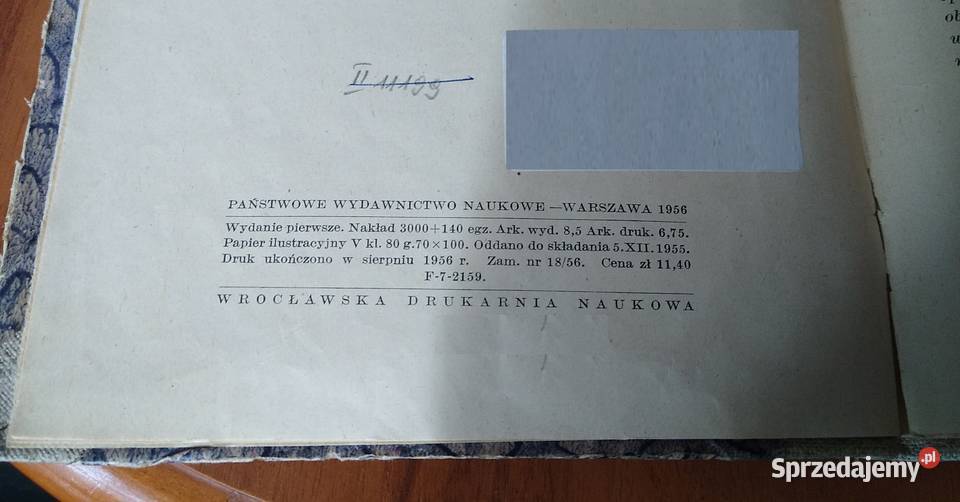 II 11199
PAŃSTWOWE WYDAWNICTWO NAUKOWE — WARSZAWA 1956
Wydanie pierwsze. Nakład 3000+140 egz. Ark. wyd. 8,5 Ark. druk. 6,75.
Papier ilustracyjny V kl. 80 g. 70×100. Oddano do składania 5.XII.1955.
Druk ukończono w sierpniu 1956 r. Zam. nr 18/56. Cena zł 11,40
F-7-2159.
WROCŁAWSKA DRUKARNIA NAUKOWA
Sprzedajemy.pl